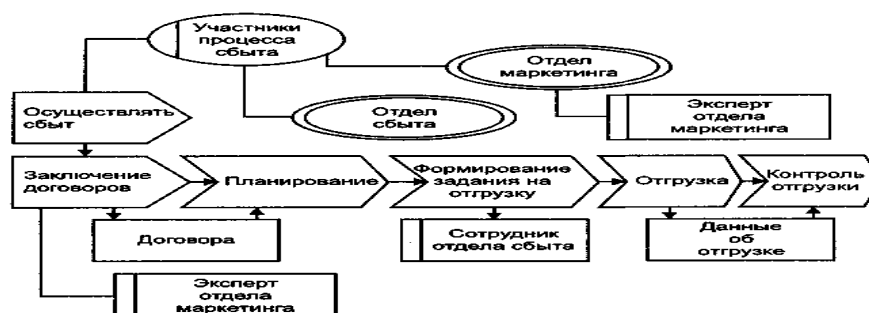 Участники
процесса
сбыта
Отдел
маркетинга
Осуществлять
сбыт
Отдел
сбыта
Эксперт
отдела
маркетинга
Заключение
договоров
Планирование
Формирование
задания на
отгрузку
Отгрузка
Контроль
отгрузки
Договора
Сотрудник
отдела сбыта
Данные
об
отгрузке
Эксперт
отдела
маркетинга